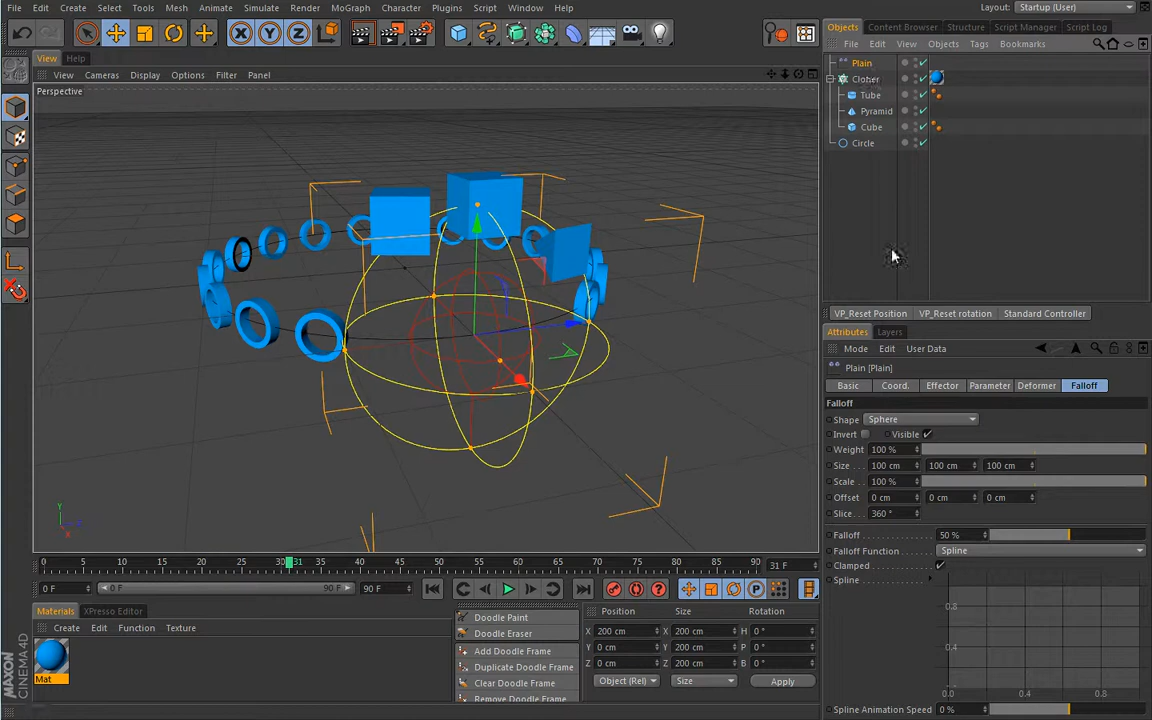 File Edit Create Select Tools Mesh Animate Simulate Render MoGraph Character Plugins Script Window Help Layout: Startup (User)
Objects Content Browser Structure Script Manager Script Log
File Edit View Objects Tags Bookmarks
View Help
View Cameras Display Options Filter Panel
Perspective
Plain
Cloner
Tube
Pyramid
Cube
Circle
VP_Reset Position VP_Reset rotation Standard Controller
Attributes Layers
Mode Edit User Data
Plain [Plain]
Basic Coord. Effector Parameter Deformer Falloff
Falloff
Shape Sphere
Invert Visible
Weight 100 %
Size . . . 100 cm 100 cm 100 cm
Scale . . 100 %
Offset 0 cm 0 cm 0 cm
Slice . . 360 °
Falloff 50 %
Falloff Function Spline
Clamped
Spline
0.8
0.4
0.0 0.4 0.8
Spline Animation Speed 0 %
Y
X
0 5 10 15 20 25 30 31 35 40 45 50 55 60 65 70 75 80 85 90 31 F
0 F 0 F 90 F 90 F
Materials XPresso Editor
Create Edit Function Texture
Mat
Doodle Paint
Doodle Eraser
Add Doodle Frame
Duplicate Doodle Frame
Clear Doodle Frame
Remove Doodle Frame
Position Size Rotation
X 200 cm X 200 cm H 0 °
Y 0 cm Y 200 cm P 0 °
Z 0 cm Z 200 cm B 0 °
Object (Rel) Size Apply
MAXON
CINEMA 4D